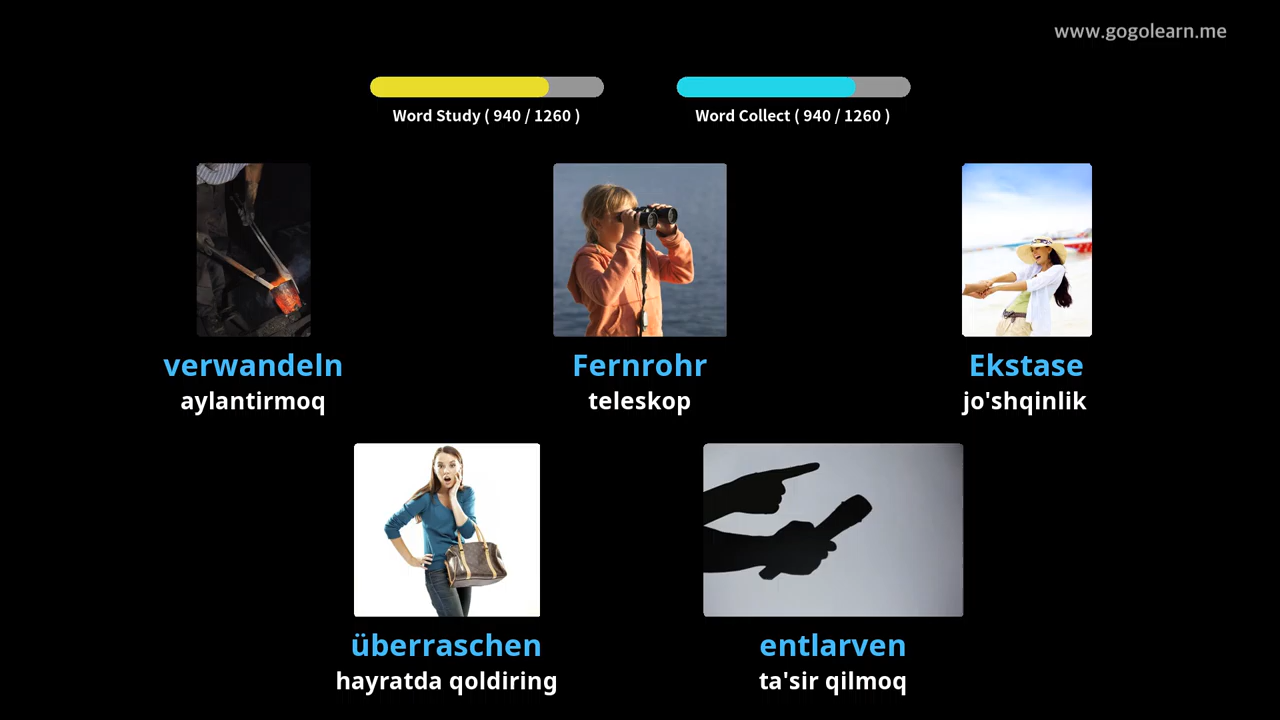 www.gogolearn.me
Word Study ( 940 / 1260 )
Word Collect ( 940 / 1260 )
verwandeln
aylantirmoq
Fernrohr
teleskop
Ekstase
jo'shqinlik
überraschen
hayratda qoldiring
entlarven
ta'sir qilmoq